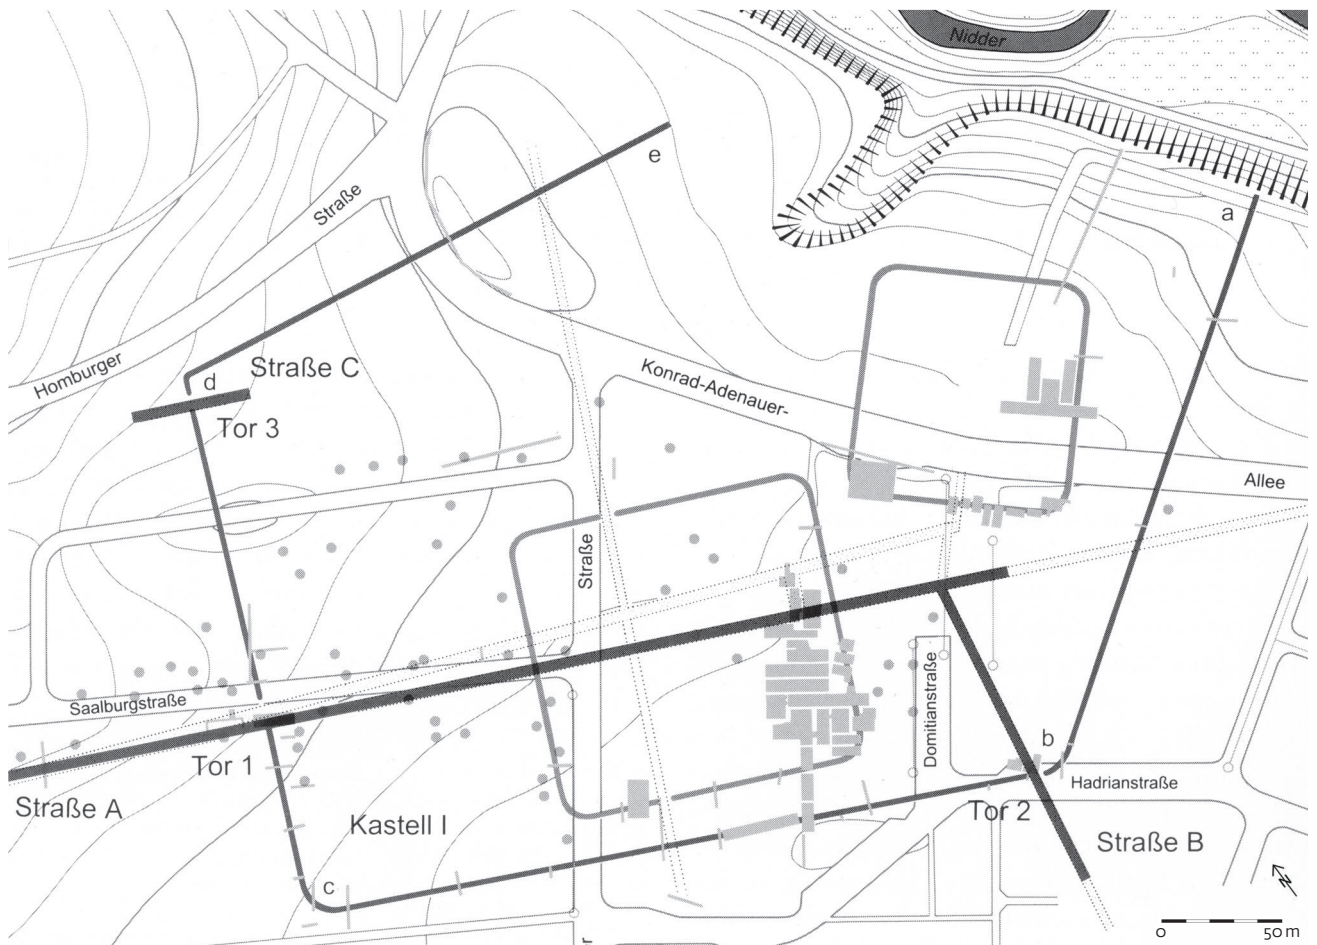 Nidder
e
a
Straße
Homburger
d
Straße C
Tor 3
Konrad-Adenauer-
Allee
Straße
Saalburgstraße
Domitianstraße
b
Tor 1
Hadrianstraße
Straße A
Kastell I
Tor 2
Straße B
c
N
0 50 m